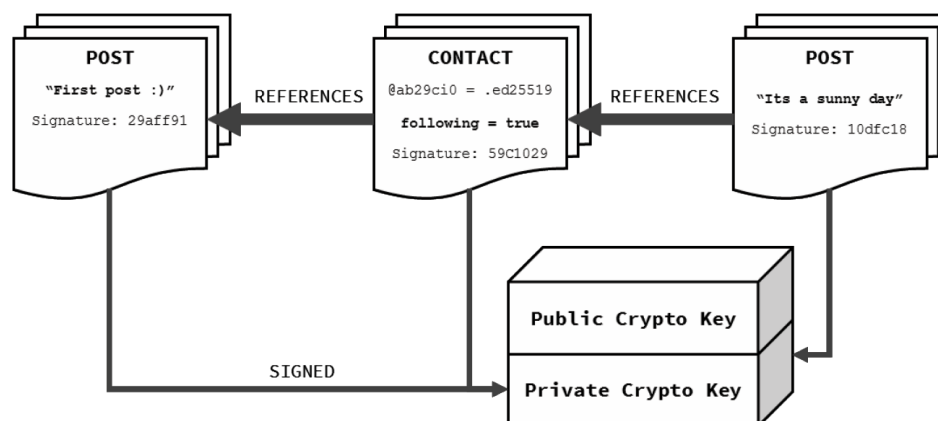 POST
“First post :)”
Signature: 29aff91
REFERENCES
CONTACT
@ab29ci0 = .ed25519
following = true
Signature: 59C1029
REFERENCES
POST
“Its a sunny day”
Signature: 10dfc18
SIGNED
Public Crypto Key
Private Crypto Key